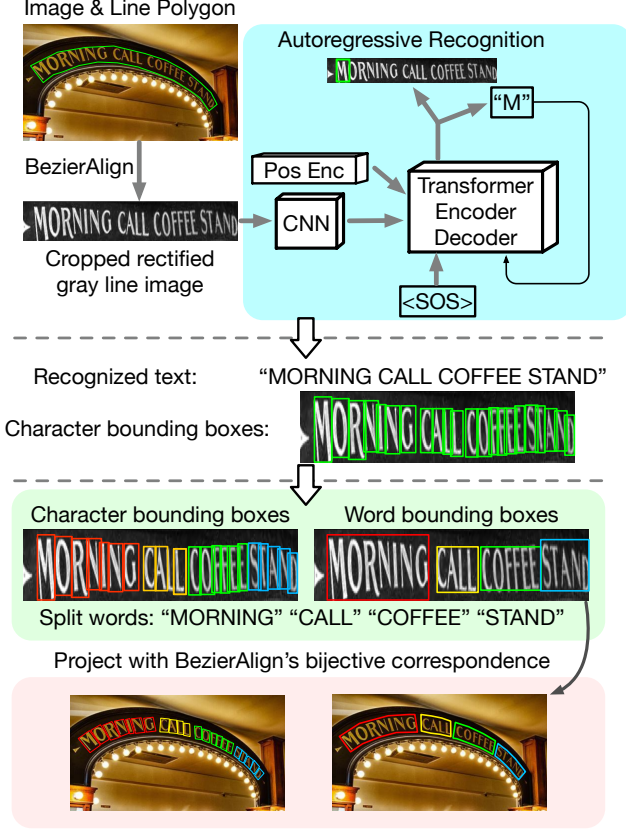 Image & Line Polygon
MORNING CALL COFFEE STAND
BezierAlign
MORNING CALL COFFEE STAND
Cropped rectified
gray line image
Autoregressive Recognition
MORNING CALL COFFEE STAND
“M”
Pos Enc
CNN
Transformer
Encoder
Decoder
<SOS>
Recognized text: “MORNING CALL COFFEE STAND”
Character bounding boxes:
MORNING CALL COFFEE STAND
Character bounding boxes
Word bounding boxes
MORNING CALL COFFEE STAND
MORNING CALL COFFEE STAND
Split words: “MORNING” “CALL” “COFFEE” “STAND”
Project with BezierAlign’s bijective correspondence
MORNING CALL COFFEE STAND
MORNING CALL COFFEE STAND